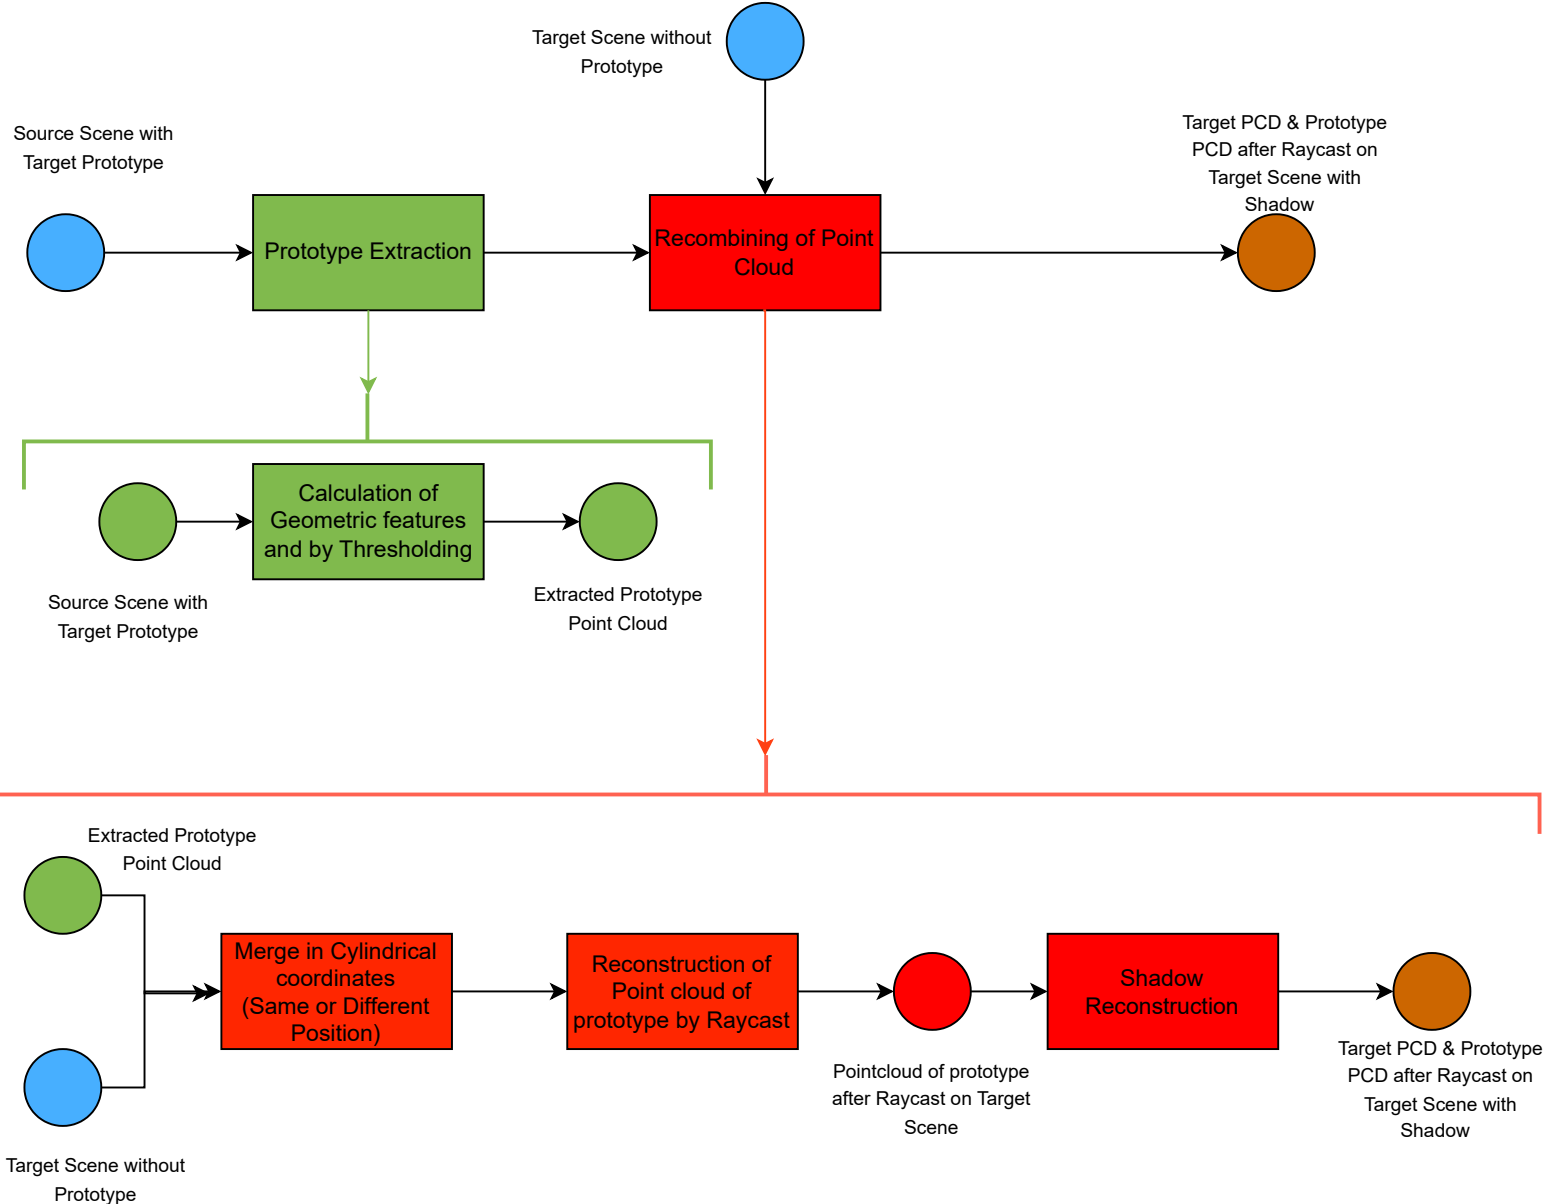 Target Scene without
Prototype
Source Scene with
Target Prototype
Target PCD & Prototype
PCD after Raycast on
Target Scene with
Shadow
Prototype Extraction
Recombining of Point
Cloud
Calculation of
Geometric features
and by Thresholding
Source Scene with
Target Prototype
Extracted Prototype
Point Cloud
Extracted Prototype
Point Cloud
Merge in Cylindrical
coordinates
(Same or Different
Position)
Reconstruction of
Point cloud of
prototype by Raycast
Shadow
Reconstruction
Pointcloud of prototype
after Raycast on Target
Scene
Target PCD & Prototype
PCD after Raycast on
Target Scene with
Shadow
Target Scene without
Prototype